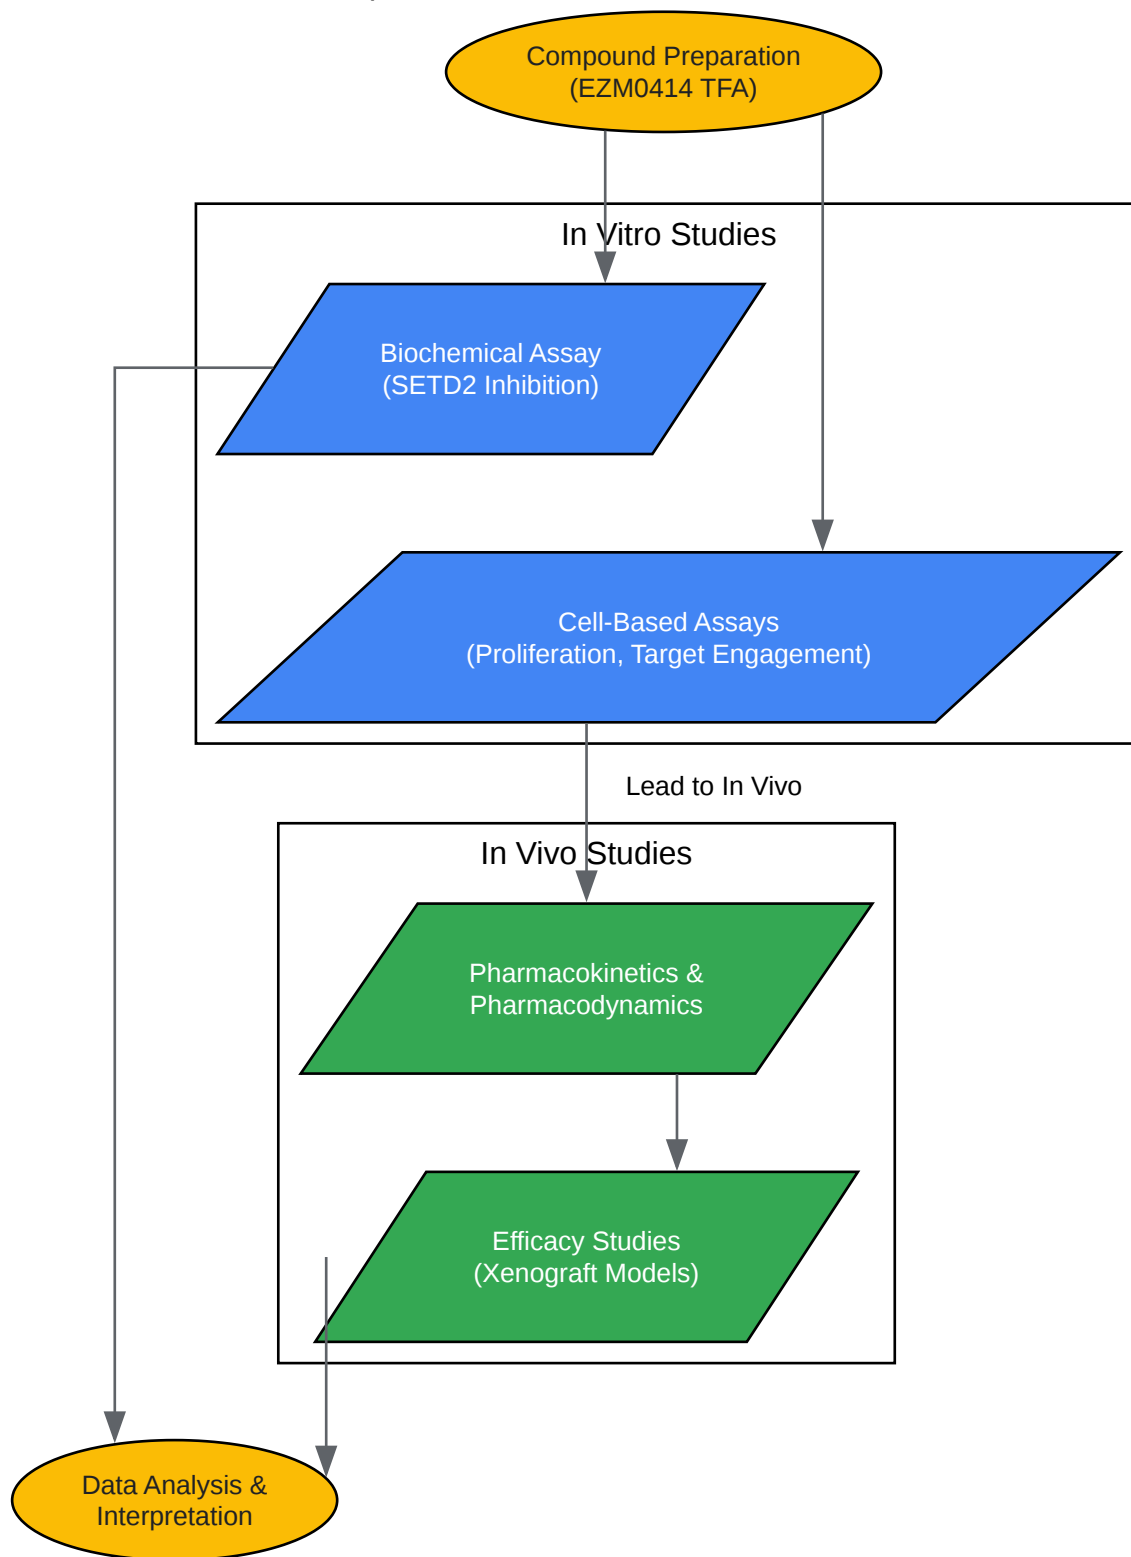 Compound Preparation
(EZM0414 TFA)
In Vitro Studies
Biochemical Assay
(SETD2 Inhibition)
Cell-Based Assays
(Proliferation, Target Engagement)
Lead to In Vivo
In Vivo Studies
Pharmacokinetics &
Pharmacodynamics
Efficacy Studies
(Xenograft Models)
Data Analysis &
Interpretation